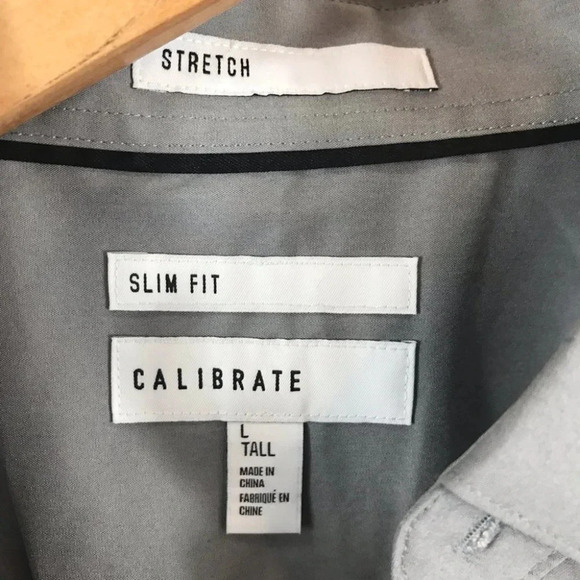 STRETCH
SLIM FIT
CALIBRATE
L
TALL
MADE IN
CHINA
FABRIQUÉ EN
CHINE